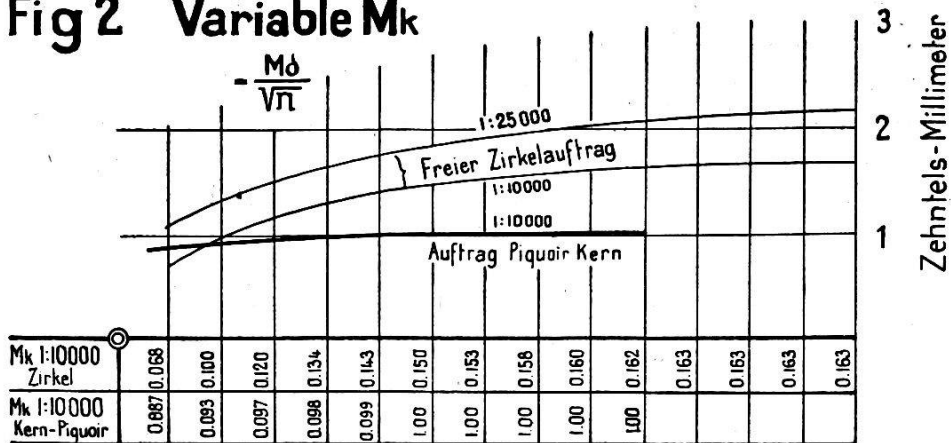 Fig 2 Variable Mk
= Mδ
√n
3
2
1
Zehntels-Millimeter
1:25000
Freier Zirkelauftrag
1:10000
1:10000
Auftrag Piquoir Kern
Mk 1:10000
Zirkel
0.068 0.100 0.120 0.134 0.143 0.150 0.153 0.158 0.160 0.162 0.163 0.163 0.163 0.163
Mk 1:10000
Kern-Piquoir
0.887 0.093 0.097 0.098 0.099 1.00 1.00 1.00 1.00 1.00